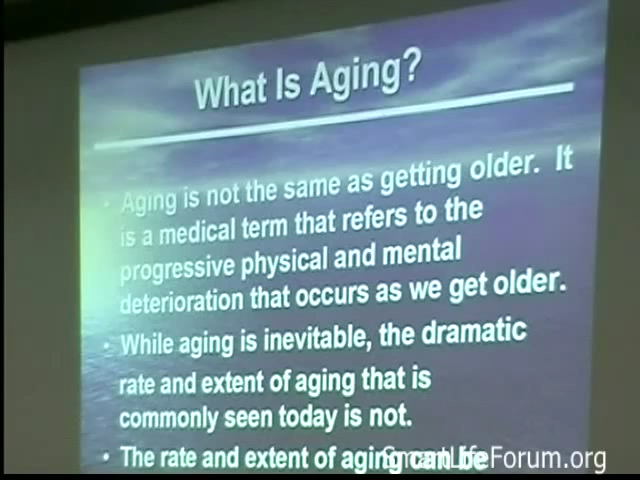 What Is Aging?
• Aging is not the same as getting older. It
is a medical term that refers to the
progressive physical and mental
deterioration that occurs as we get older.
• While aging is inevitable, the dramatic
rate and extent of aging that is
commonly seen today is not.
• The rate and extent of aging can be
SmartLifeForum.org